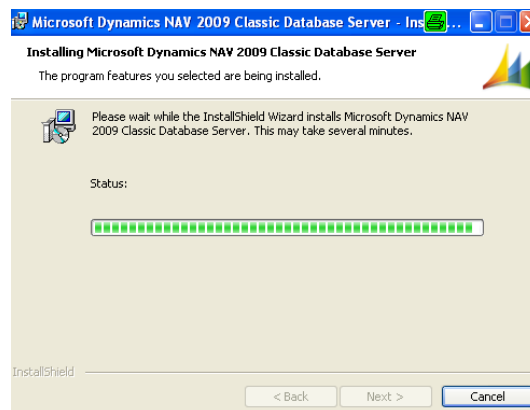 Microsoft Dynamics NAV 2009 Classic Database Server - Ins...
Installing Microsoft Dynamics NAV 2009 Classic Database Server
The program features you selected are being installed.
Please wait while the InstallShield Wizard installs Microsoft Dynamics NAV
2009 Classic Database Server. This may take several minutes.
Status:
InstallShield
< Back
Next >
Cancel